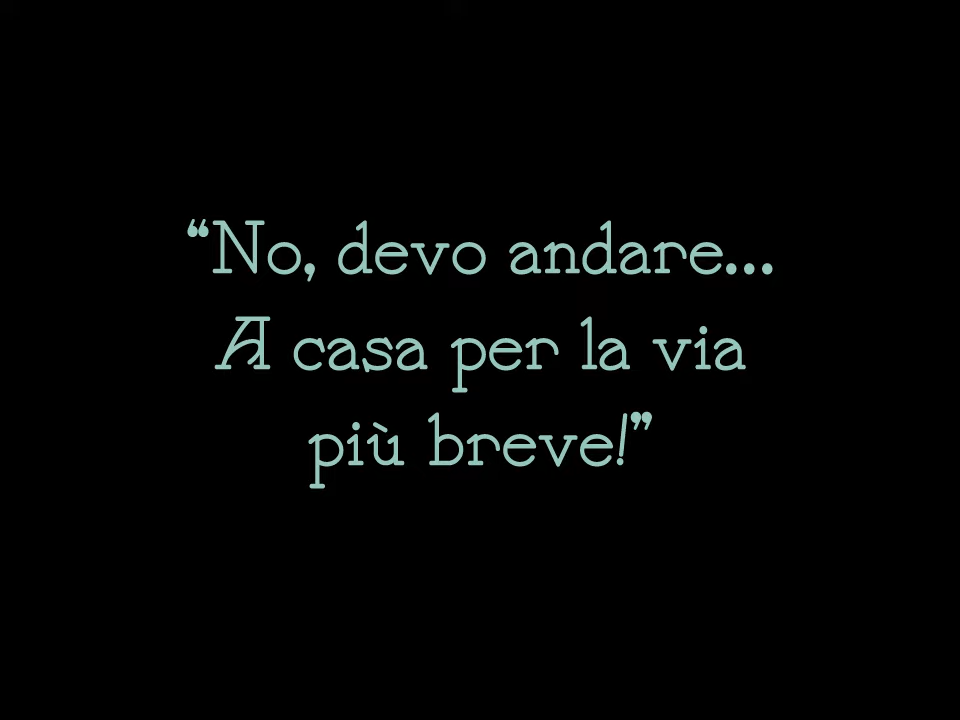 “No, devo andare...
A casa per la via
più breve!”